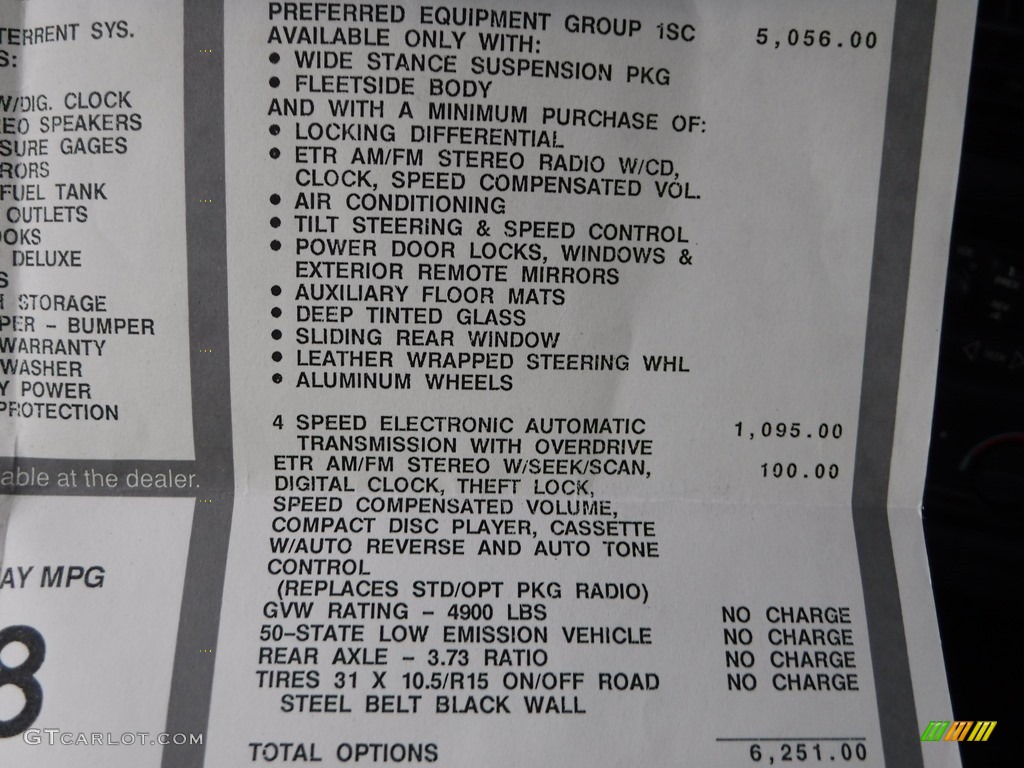 TERRENT SYS.
S:
W/DIG. CLOCK
EO SPEAKERS
SURE GAGES
RORS
FUEL TANK
OUTLETS
OOKS
DELUXE
S
STORAGE
PER – BUMPER
WARRANTY
WASHER
Y POWER
PROTECTION
able at the dealer.
AY MPG
8
PREFERRED EQUIPMENT GROUP 1SC 5,056.00
AVAILABLE ONLY WITH:
• WIDE STANCE SUSPENSION PKG
• FLEETSIDE BODY
AND WITH A MINIMUM PURCHASE OF:
• LOCKING DIFFERENTIAL
• ETR AM/FM STEREO RADIO W/CD,
CLOCK, SPEED COMPENSATED VOL.
• AIR CONDITIONING
• TILT STEERING & SPEED CONTROL
• POWER DOOR LOCKS, WINDOWS &
EXTERIOR REMOTE MIRRORS
• AUXILIARY FLOOR MATS
• DEEP TINTED GLASS
• SLIDING REAR WINDOW
• LEATHER WRAPPED STEERING WHL
• ALUMINUM WHEELS
4 SPEED ELECTRONIC AUTOMATIC 1,095.00
TRANSMISSION WITH OVERDRIVE
ETR AM/FM STEREO W/SEEK/SCAN, 100.00
DIGITAL CLOCK, THEFT LOCK,
SPEED COMPENSATED VOLUME,
COMPACT DISC PLAYER, CASSETTE
W/AUTO REVERSE AND AUTO TONE
CONTROL
(REPLACES STD/OPT PKG RADIO)
GVW RATING – 4900 LBS NO CHARGE
50–STATE LOW EMISSION VEHICLE NO CHARGE
REAR AXLE – 3.73 RATIO NO CHARGE
TIRES 31 X 10.5/R15 ON/OFF ROAD NO CHARGE
STEEL BELT BLACK WALL
TOTAL OPTIONS 6,251.00
GTCARLOT.COM